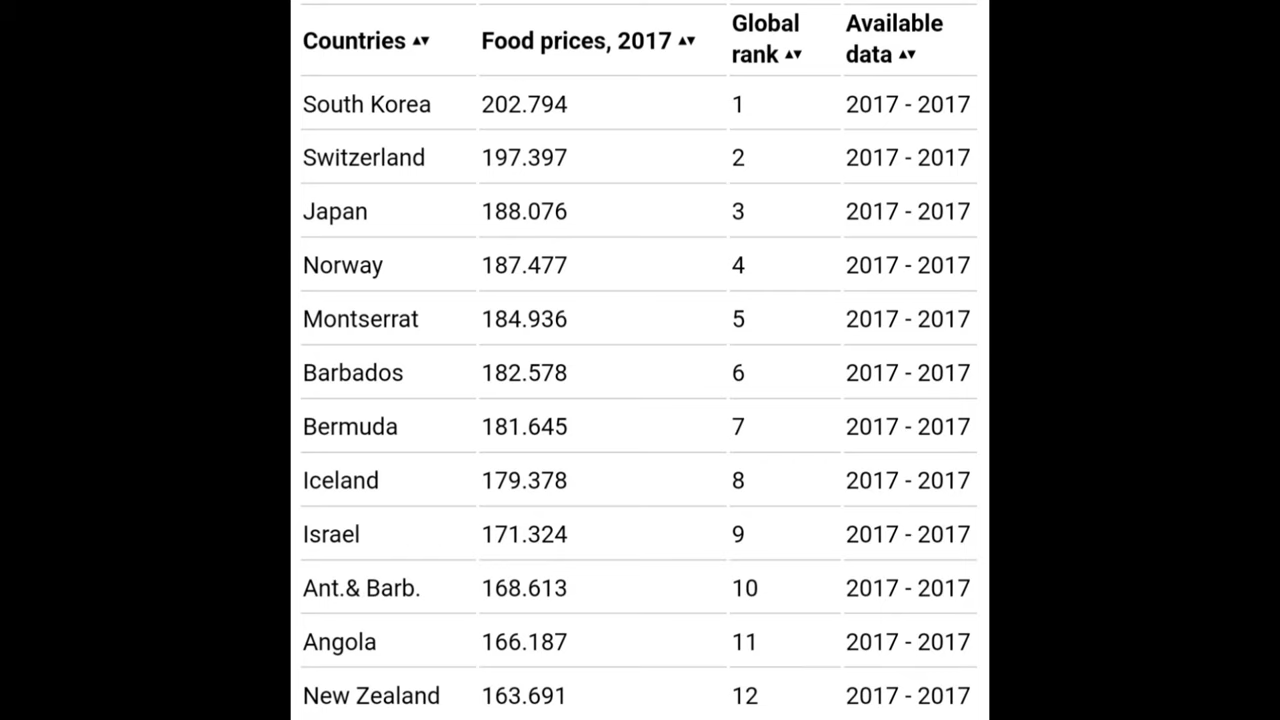 Countries ▲▼ Food prices, 2017 ▲▼ Global rank ▲▼ Available data ▲▼
South Korea 202.794 1 2017 - 2017
Switzerland 197.397 2 2017 - 2017
Japan 188.076 3 2017 - 2017
Norway 187.477 4 2017 - 2017
Montserrat 184.936 5 2017 - 2017
Barbados 182.578 6 2017 - 2017
Bermuda 181.645 7 2017 - 2017
Iceland 179.378 8 2017 - 2017
Israel 171.324 9 2017 - 2017
Ant.& Barb. 168.613 10 2017 - 2017
Angola 166.187 11 2017 - 2017
New Zealand 163.691 12 2017 - 2017